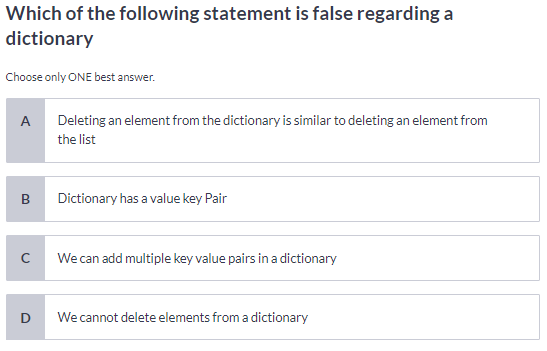 Which of the following statement is false regarding a
dictionary
Choose only ONE best answer.
A
Deleting an element from the dictionary is similar to deleting an element from
the list
B
Dictionary has a value key Pair
C
We can add multiple key value pairs in a dictionary
D
We cannot delete elements from a dictionary